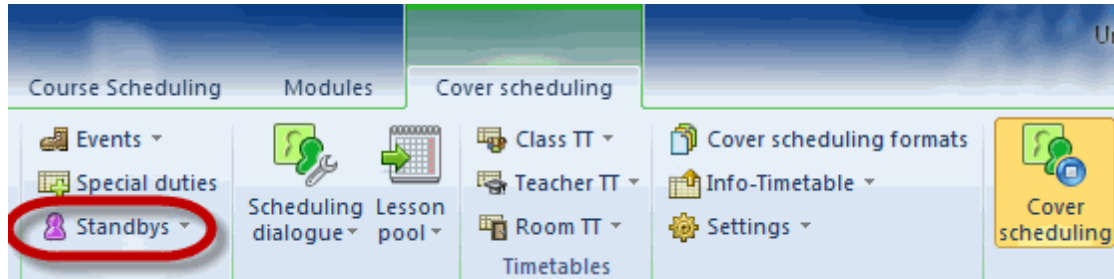 Ur
Course Scheduling Modules Cover scheduling
Events Class TT Cover scheduling formats
Special duties Teacher TT Info-Timetable
Standbys Scheduling dialogue Lesson pool Room TT Settings Cover scheduling
Timetables